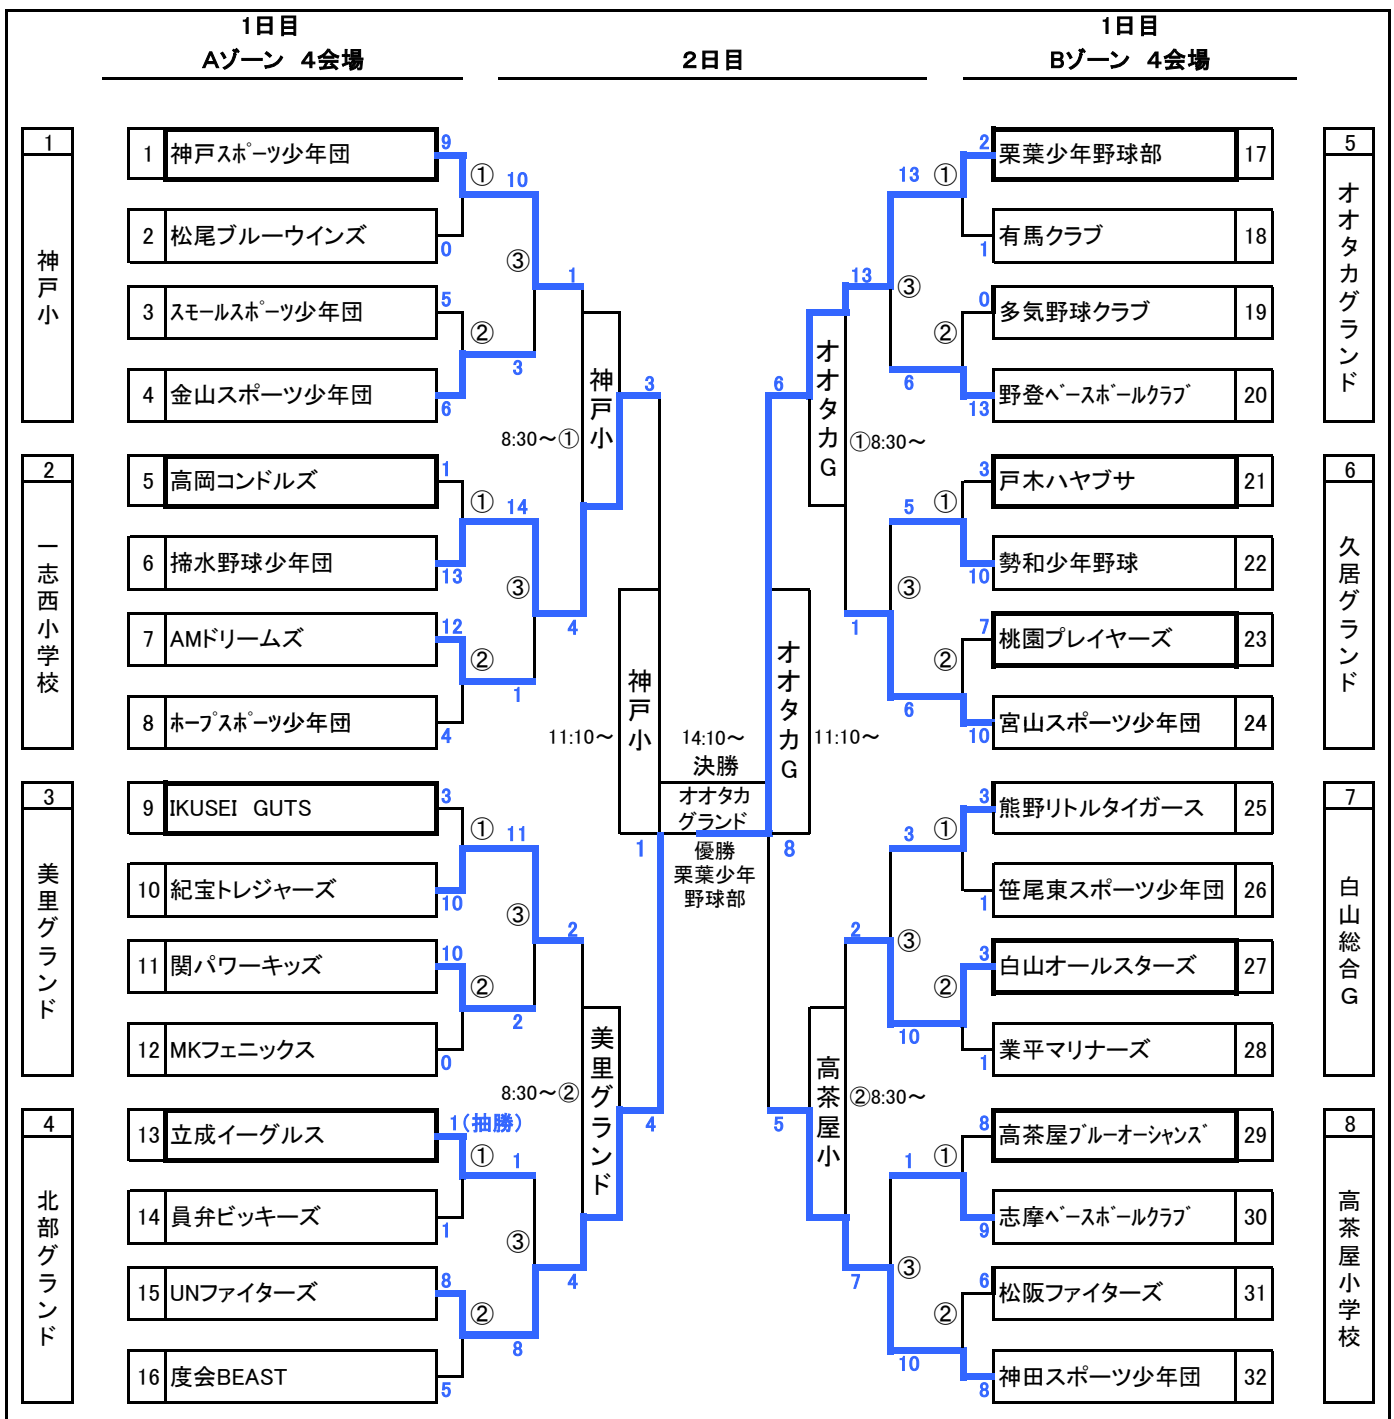 1日目
1日目
Aゾーン 4会場
2日目
Bゾーン 4会場
1
神戸小
1 神戸スポーツ少年団 9
2 松尾ブルーウインズ 0
3 スモールスポーツ少年団 5
4 金山スポーツ少年団 6
① 10
② 3
③ 1
2
一志西小学校
5 高岡コンドルズ 1
6 揥水野球少年団 13
7 AMドリームズ 12
8 ホープスポーツ少年団 4
① 14
② 1
③ 4
8:30～① 神戸小 3
3
美里グランド
9 IKUSEI GUTS 3
10 紀宝トレジャーズ 10
11 関パワーキッズ 10
12 MKフェニックス 0
① 11
② 2
③ 2
4
北部グランド
13 立成イーグルス 1(抽勝)
14 員弁ビッキーズ 1
15 UNファイターズ 8
16 度会BEAST 5
① 1
② 8
③ 4
8:30～② 美里グランド 4
11:10～ 神戸小 1
14:10～
決勝
オオタカ
グランド
優勝
栗葉少年
野球部
8 オオタカG 11:10～
5
オオタカグランド
2 栗葉少年野球部 17
1 有馬クラブ 18
0 多気野球クラブ 19
13 野登ベースボールクラブ 20
13 ①
6 ②
13 ③
6
久居グランド
3 戸木ハヤブサ 21
10 勢和少年野球 22
7 桃園プレイヤーズ 23
10 宮山スポーツ少年団 24
5 ①
6 ②
1 ③
6 オオタカG ①8:30～
7
白山総合G
3 熊野リトルタイガース 25
1 笹尾東スポーツ少年団 26
3 白山オールスターズ 27
1 業平マリナーズ 28
3 ①
10 ②
2 ③
8
高茶屋小学校
8 高茶屋ブルーオーシャンズ 29
9 志摩ベースボールクラブ 30
6 松阪ファイターズ 31
8 神田スポーツ少年団 32
1 ①
10 ②
7 ③
5 高茶屋小 ②8:30～